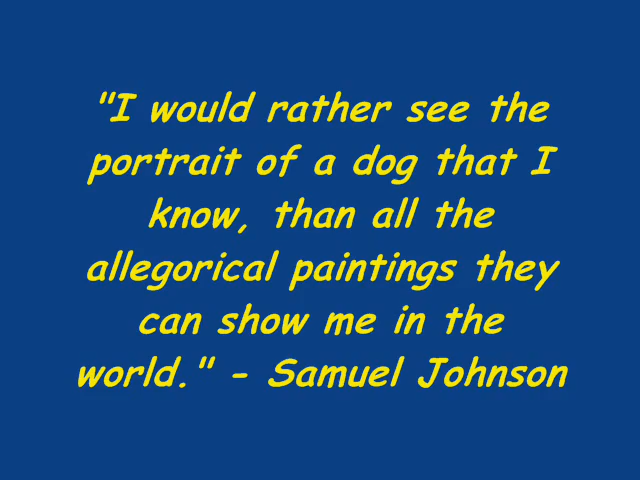 "I would rather see the
portrait of a dog that I
know, than all the
allegorical paintings they
can show me in the
world." - Samuel Johnson